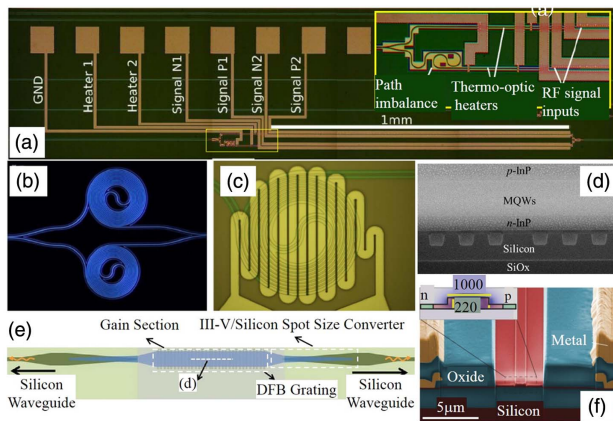 (a)
GND
Heater 1
Heater 2
Signal N1
Signal P1
Signal N2
Signal P2
(a)
Path
imbalance
Thermo-optic
heaters
RF signal
inputs
1mm
(b)
(c)
(d)
p-InP
MQWs
n-InP
Silicon
SiOx
(e)
Gain Section
III-V/Silicon Spot Size Converter
(d)
DFB Grating
Silicon
Waveguide
Silicon
Waveguide
n
1000
p
220
Metal
Oxide
Silicon
5μm
(f)